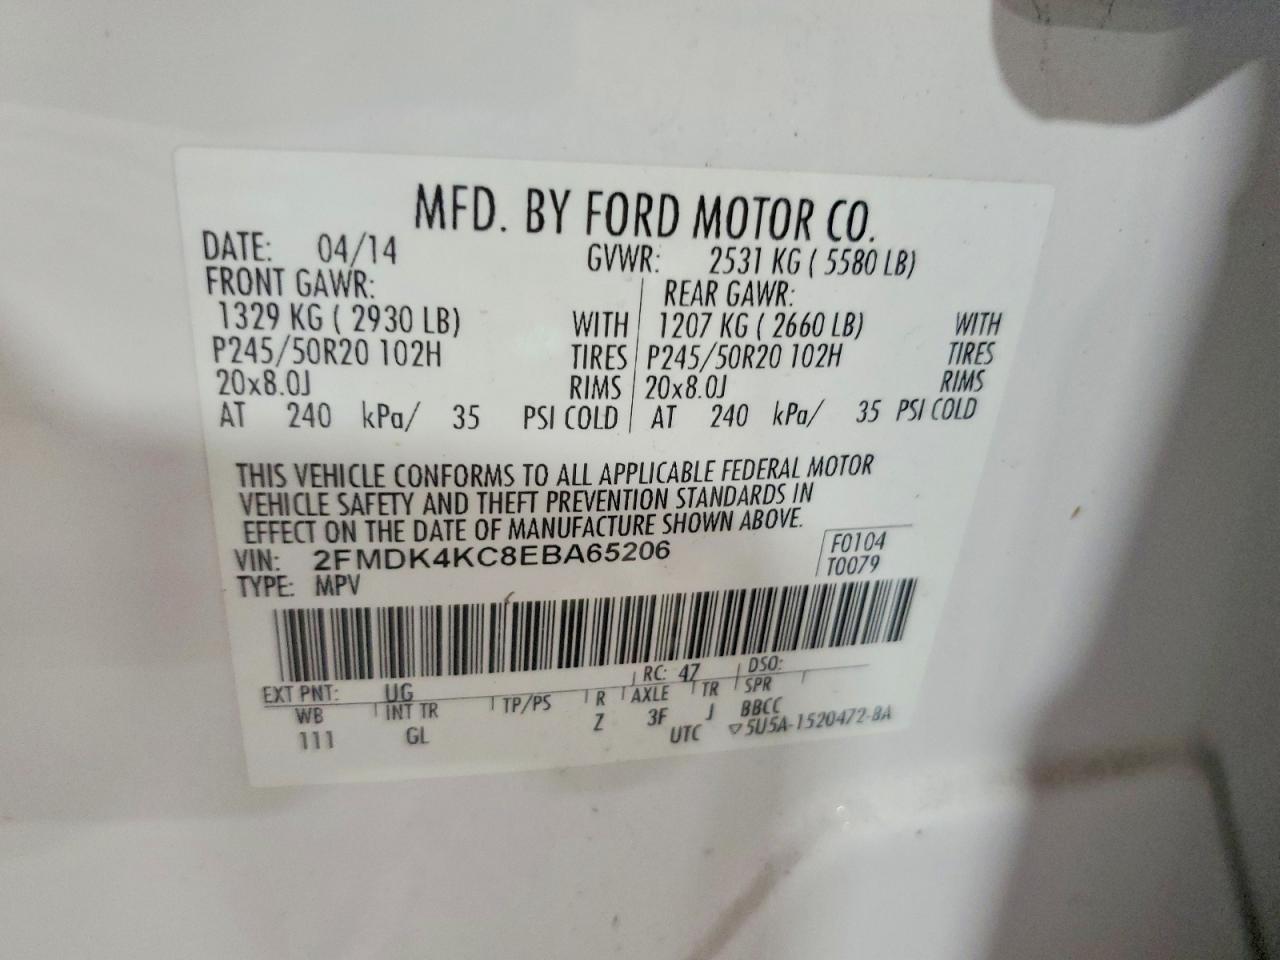 MFD. BY FORD MOTOR CO.
DATE: 04/14 GVWR: 2531 KG ( 5580 LB)
FRONT GAWR: REAR GAWR:
1329 KG ( 2930 LB) WITH 1207 KG ( 2660 LB) WITH
P245/50R20 102H TIRES P245/50R20 102H TIRES
20x8.0J RIMS 20x8.0J RIMS
AT 240 kPa/ 35 PSI COLD AT 240 kPa/ 35 PSI COLD
THIS VEHICLE CONFORMS TO ALL APPLICABLE FEDERAL MOTOR
VEHICLE SAFETY AND THEFT PREVENTION STANDARDS IN
EFFECT ON THE DATE OF MANUFACTURE SHOWN ABOVE.
VIN: 2FMDK4KC8EBA65206 F0104
TYPE: MPV T0079
EXT PNT: UG RC: 47 DSO:
WB INT TR TP/PS R AXLE TR SPR
111 GL Z 3F J BBCC
UTC ▽5U5A-1520472-BA